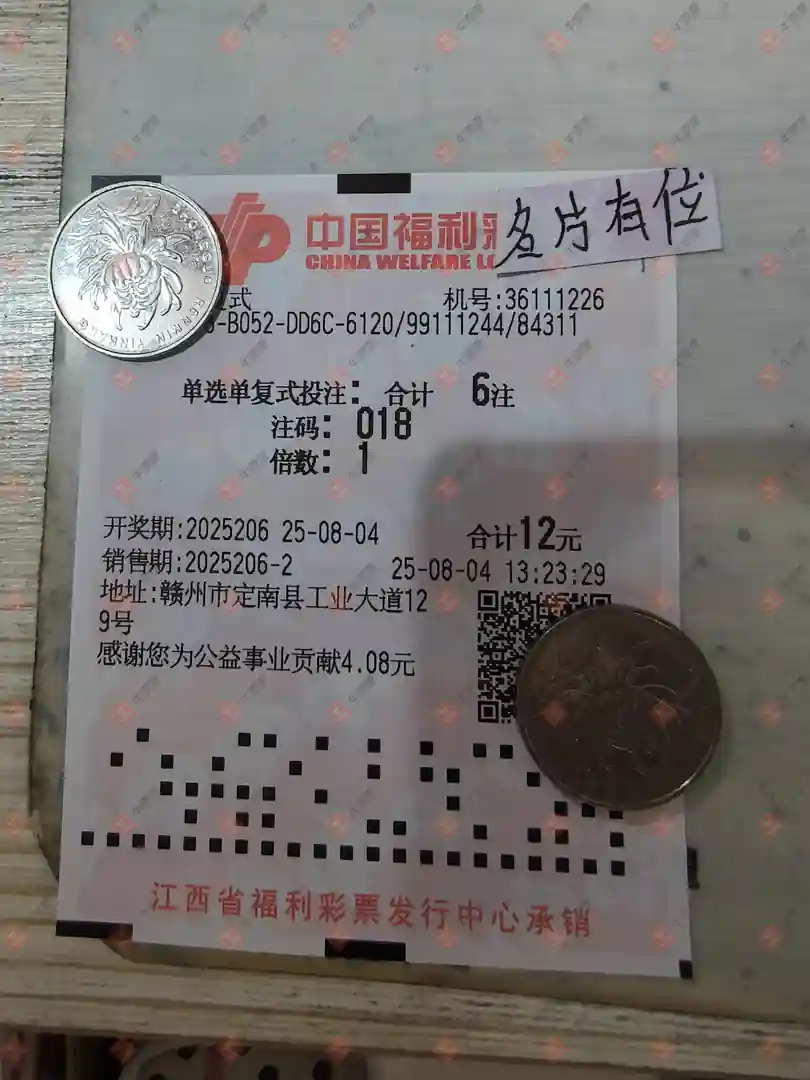 中国福利
CHINA WELFARE
名片有位
式 机号:36111226
-B052-DD6C-6120/99111244/84311
单选单复式投注: 合计 6注
注码: 018
倍数: 1
开奖期:2025206 25-08-04 合计12元
销售期:2025206-2 25-08-04 13:23:29
地址:赣州市定南县工业大道12
9号
感谢您为公益事业贡献4.08元
江西省福利彩票发行中心承销
RENMIN YINHANG